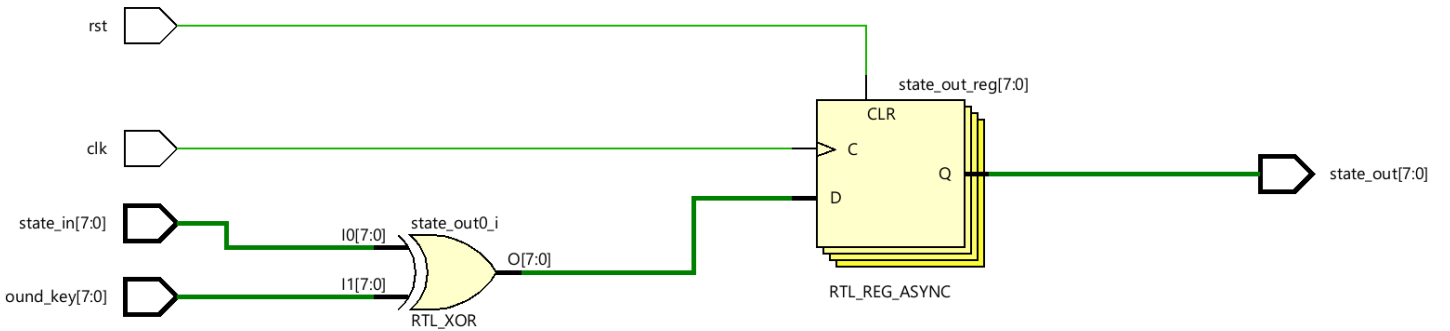 rst
state_out_reg[7:0]
CLR
clk
C
Q
state_out[7:0]
D
state_in[7:0]
state_out0_i
I0[7:0]
O[7:0]
I1[7:0]
ound_key[7:0]
RTL_REG_ASYNC
RTL_XOR